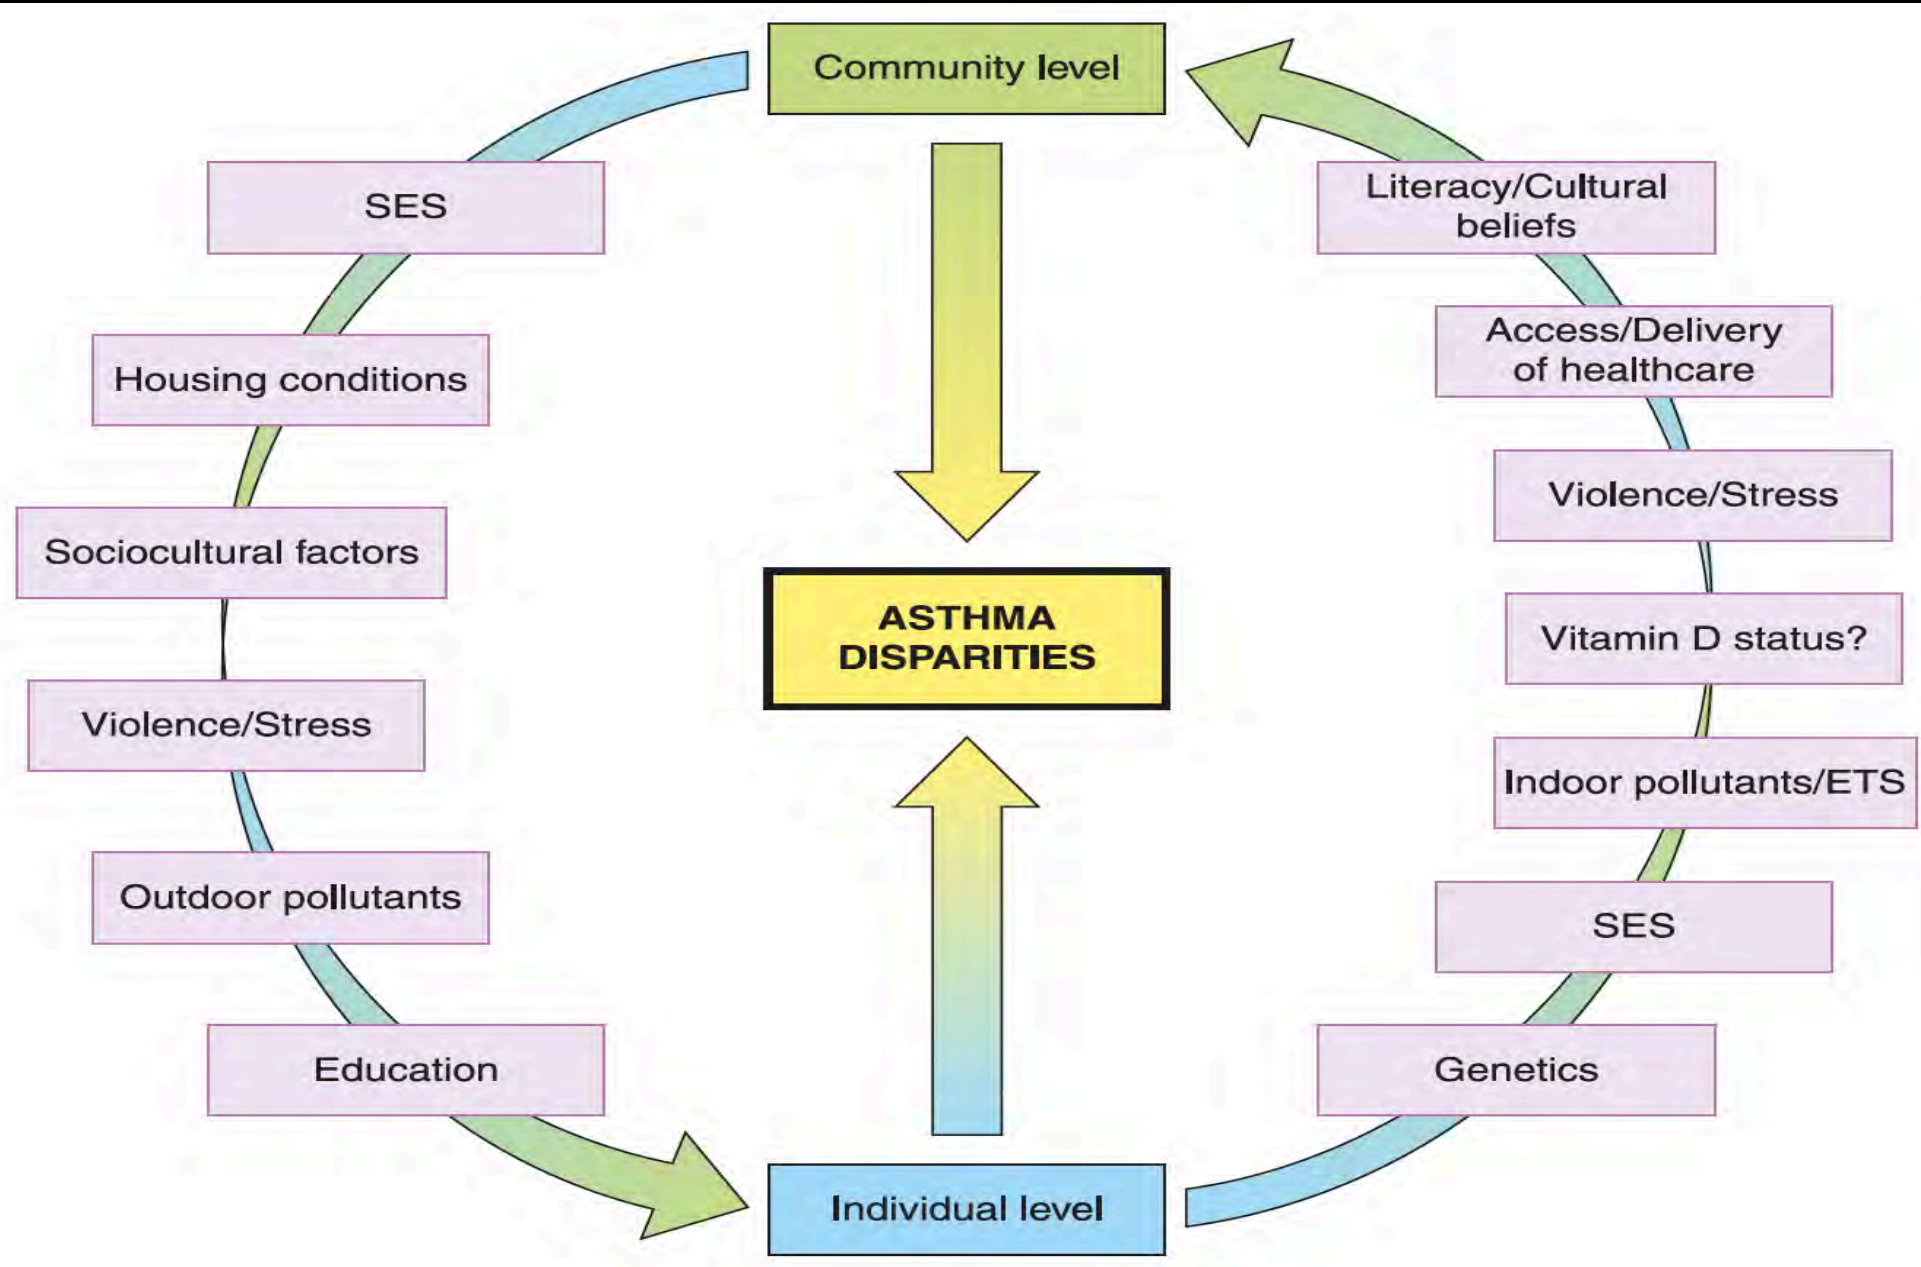 Community level
SES
Housing conditions
Sociocultural factors
Violence/Stress
Outdoor pollutants
Education
ASTHMA
DISPARITIES
Individual level
Literacy/Cultural
beliefs
Access/Delivery
of healthcare
Violence/Stress
Vitamin D status?
Indoor pollutants/ETS
SES
Genetics